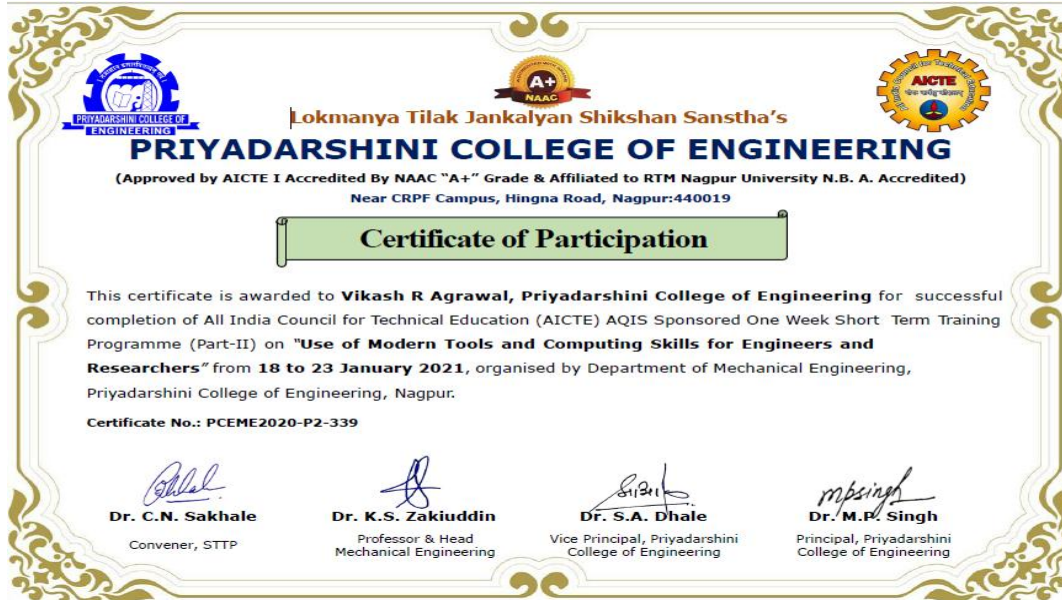 PRIYADARSHINI COLLEGE OF
ENGINEERING
A+
NAAC
AICTE
Lokmanya Tilak Jankalyan Shikshan Sanstha's
PRIYADARSHINI COLLEGE OF ENGINEERING
(Approved by AICTE I Accredited By NAAC "A+" Grade & Affiliated to RTM Nagpur University N.B. A. Accredited)
Near CRPF Campus, Hingna Road, Nagpur:440019
Certificate of Participation
This certificate is awarded to Vikash R Agrawal, Priyadarshini College of Engineering for successful
completion of All India Council for Technical Education (AICTE) AQIS Sponsored One Week Short Term Training
Programme (Part-II) on "Use of Modern Tools and Computing Skills for Engineers and
Researchers" from 18 to 23 January 2021, organised by Department of Mechanical Engineering,
Priyadarshini College of Engineering, Nagpur.
Certificate No.: PCEME2020-P2-339
mpsingh
Dr. C.N. Sakhale
Dr. K.S. Zakiuddin
Dr. S.A. Dhale
Dr. M.P. Singh
Convener, STTP
Professor & Head
Mechanical Engineering
Vice Principal, Priyadarshini
College of Engineering
Principal, Priyadarshini
College of Engineering